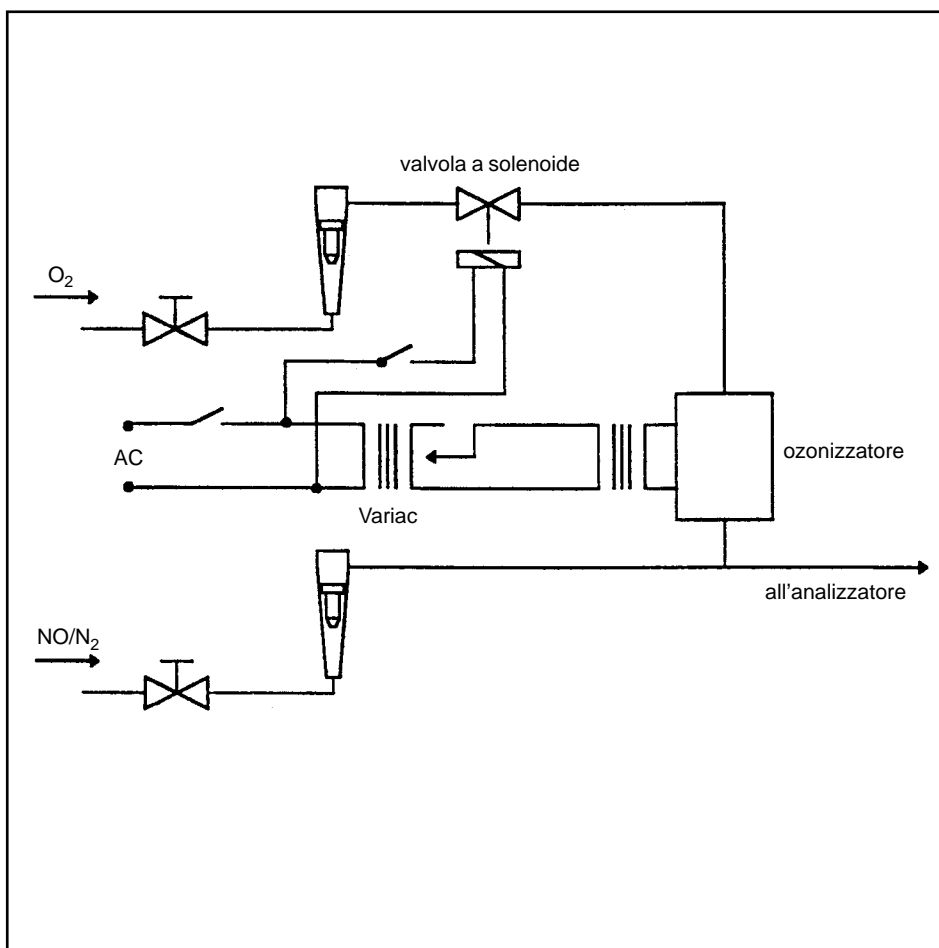 valvola a solenoide
O₂
AC
ozonizzatore
Variac
all'analizzatore
NO/N₂